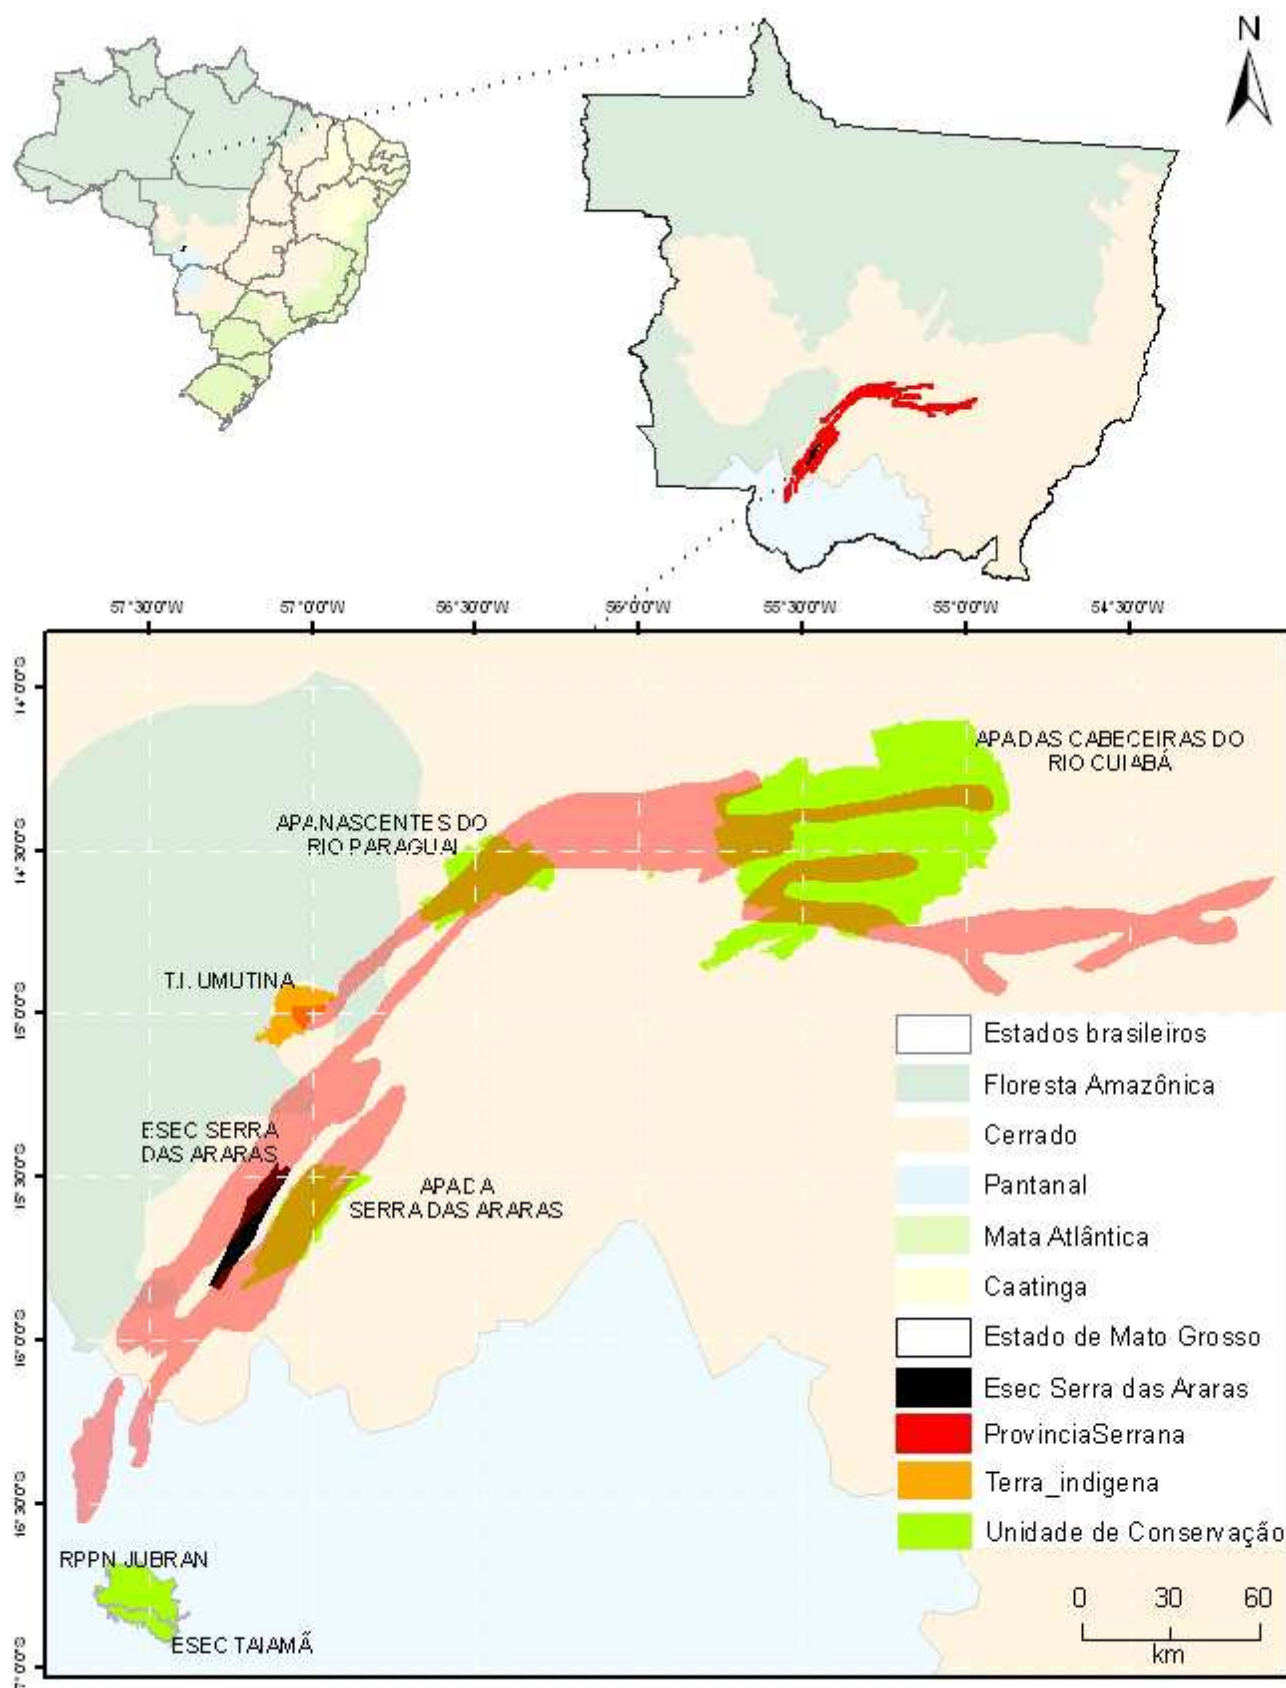 N
57°30'0"W
57°0'0"W
56°30'0"W
56°0'0"W
55°30'0"W
55°0'0"W
54°30'0"W
14°0'0"S
14°30'0"S
15°0'0"S
15°30'0"S
16°0'0"S
16°30'0"S
7°0'0"S
APA DAS CABECEIRAS DO
RIO CUIABÁ
APA NASCENTES DO
RIO PARAGUAI
T.I. UMUTINA
ESEC SERRA
DAS ARARAS
APA DA
SERRA DAS ARARAS
RPPN JUBRAN
ESEC TAIAMÃ
Estados brasileiros
Floresta Amazônica
Cerrado
Pantanal
Mata Atlântica
Caatinga
Estado de Mato Grosso
Esec Serra das Araras
ProvinciaSerrana
Terra_indigena
Unidade de Conservação
0 30 60
km